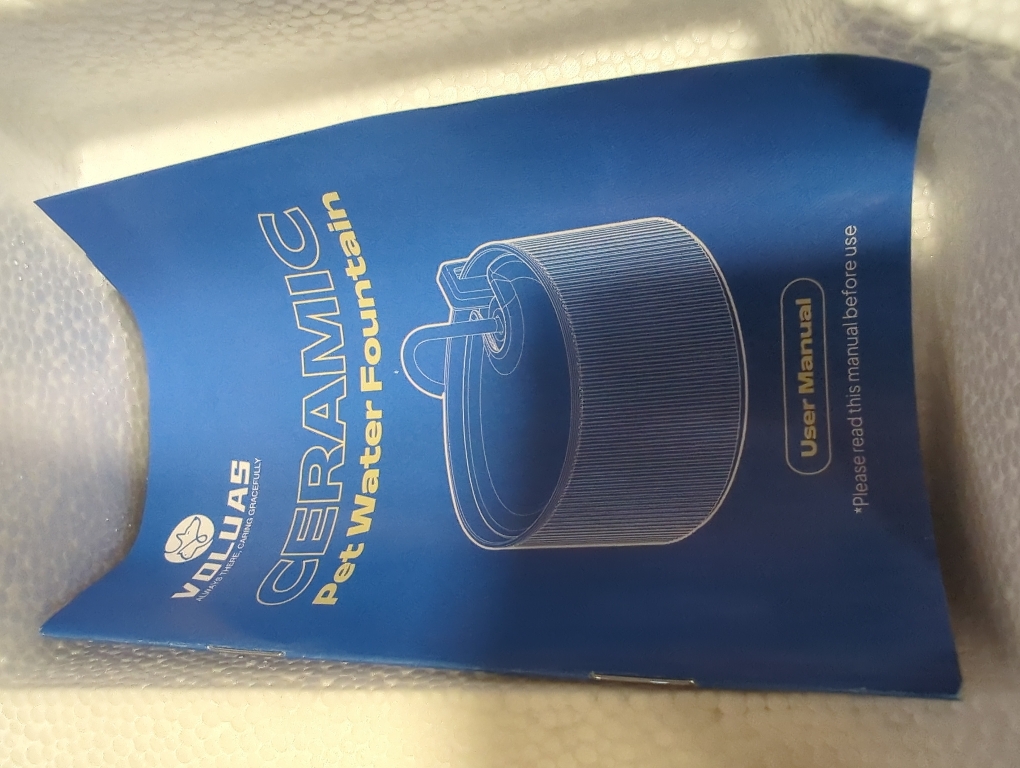 VOLUAS
ALWAYS THERE, CARING GRACEFULLY
CERAMIC
Pet Water Fountain
User Manual
*Please read this manual before use